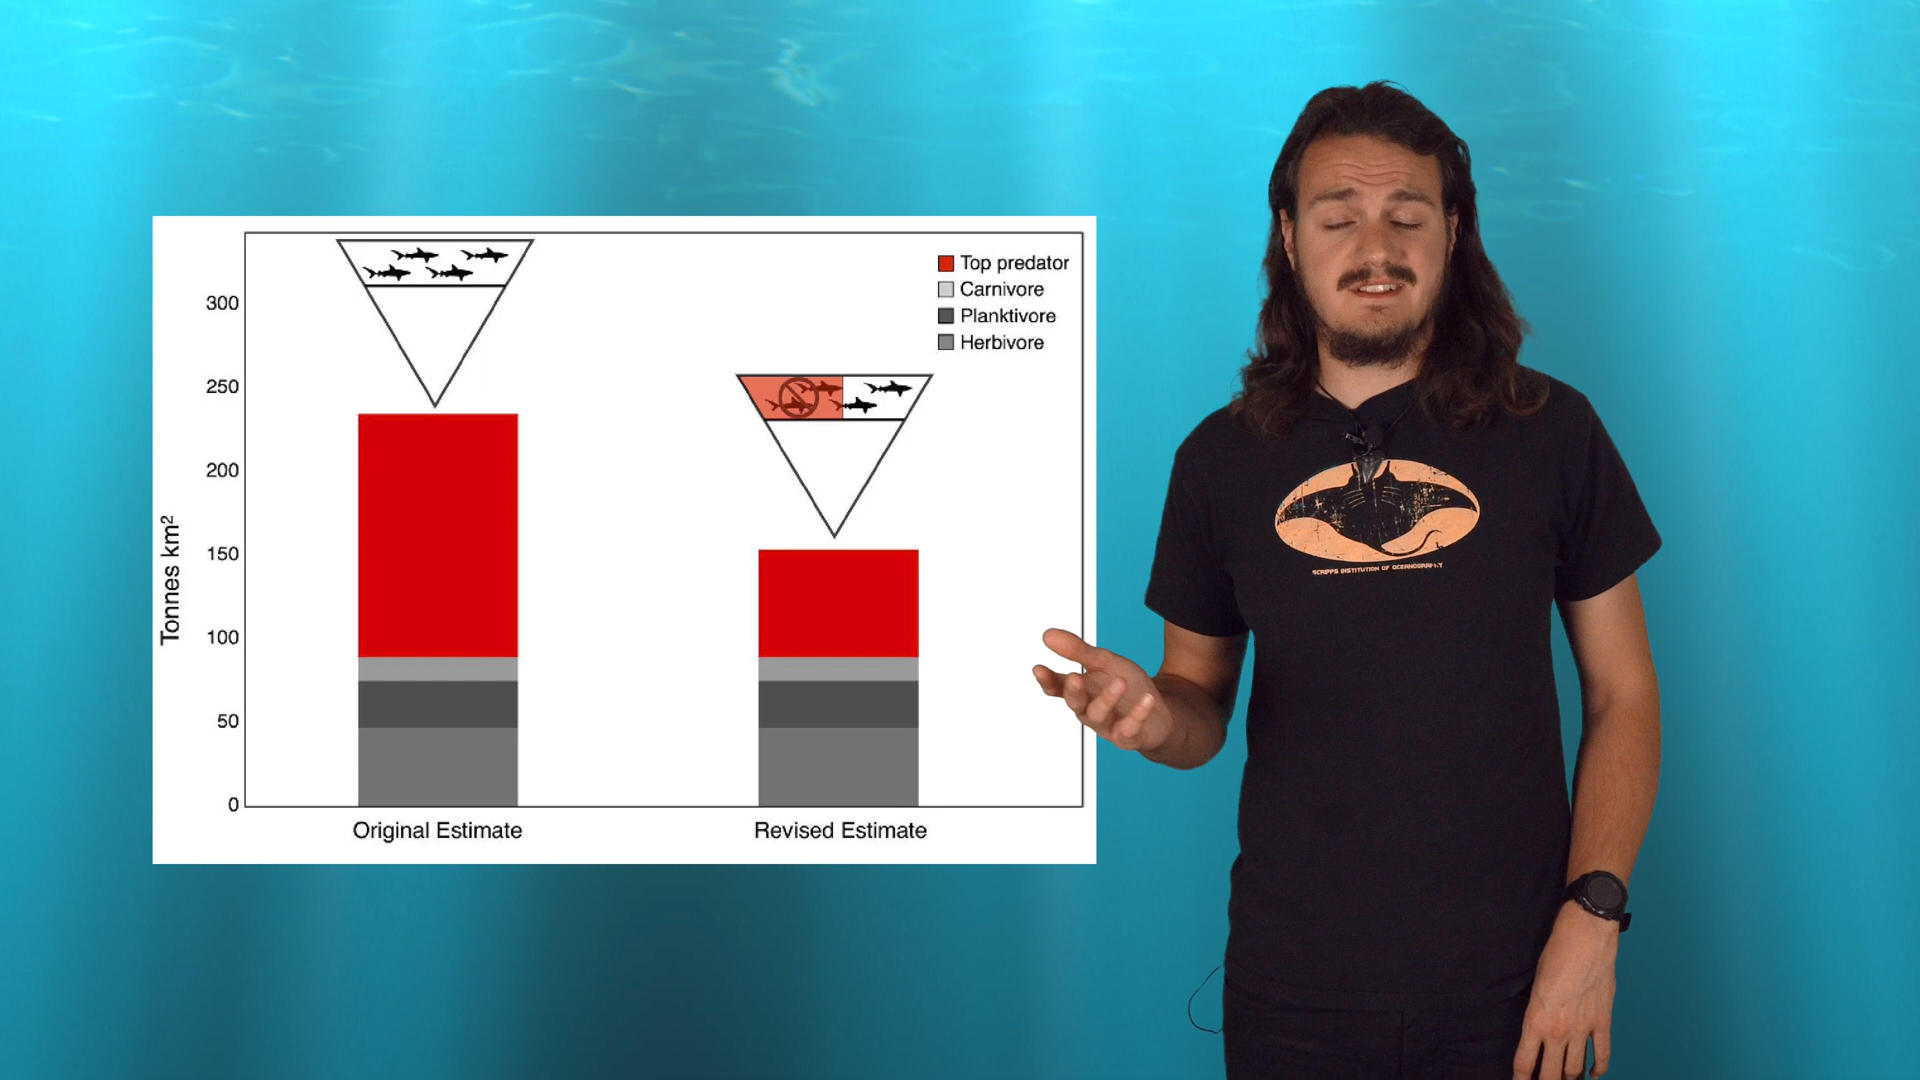 Top predator
Carnivore
Planktivore
Herbivore
300
250
200
150
100
50
0
Tonnes km²
Original Estimate
Revised Estimate
SCRIPPS INSTITUTION OF OCEANOGRAPHY